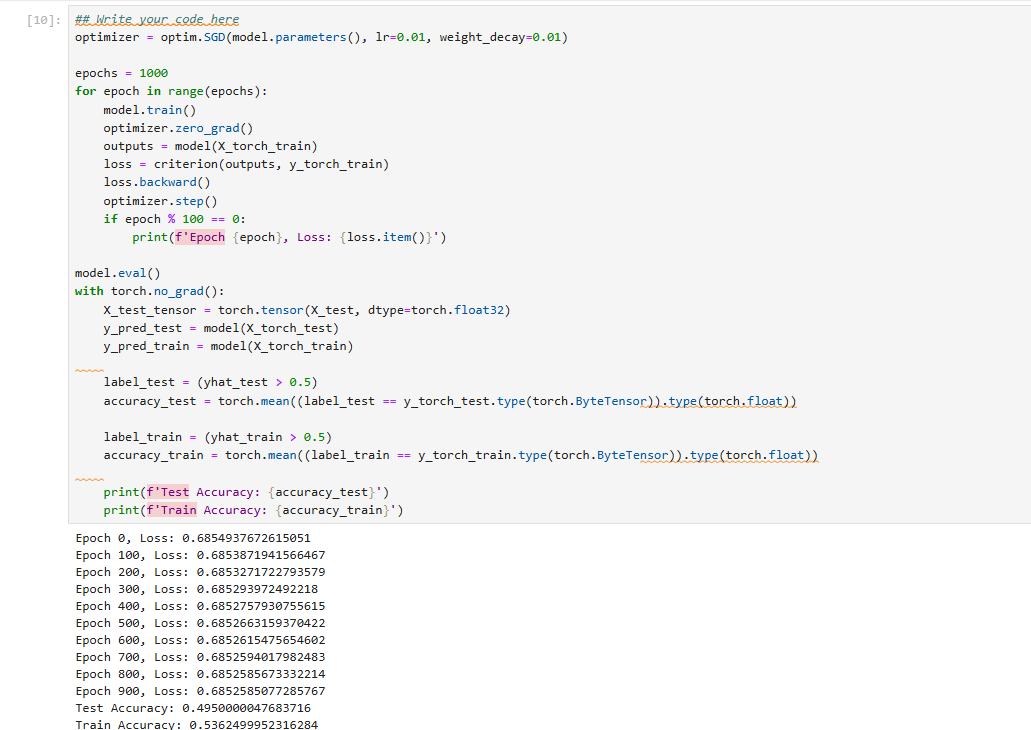 [10]: ## Write your code here
optimizer = optim.SGD(model.parameters(), lr=0.01, weight_decay=0.01)
epochs = 1000
for epoch in range(epochs):
    model.train()
    optimizer.zero_grad()
    outputs = model(X_torch_train)
    loss = criterion(outputs, y_torch_train)
    loss.backward()
    optimizer.step()
    if epoch % 100 == 0:
        print(f'Epoch {epoch}, Loss: {loss.item()}')
model.eval()
with torch.no_grad():
    X_test_tensor = torch.tensor(X_test, dtype=torch.float32)
    y_pred_test = model(X_torch_test)
    y_pred_train = model(X_torch_train)
    label_test = (yhat_test > 0.5)
    accuracy_test = torch.mean((label_test == y_torch_test.type(torch.ByteTensor)).type(torch.float))
    label_train = (yhat_train > 0.5)
    accuracy_train = torch.mean((label_train == y_torch_train.type(torch.ByteTensor)).type(torch.float))
    print(f'Test Accuracy: {accuracy_test}')
    print(f'Train Accuracy: {accuracy_train}')
Epoch 0, Loss: 0.6854937672615051
Epoch 100, Loss: 0.6853871941566467
Epoch 200, Loss: 0.6853271722793579
Epoch 300, Loss: 0.685293972492218
Epoch 400, Loss: 0.6852757930755615
Epoch 500, Loss: 0.6852663159370422
Epoch 600, Loss: 0.6852615475654602
Epoch 700, Loss: 0.6852594017982483
Epoch 800, Loss: 0.6852585673332214
Epoch 900, Loss: 0.6852585077285767
Test Accuracy: 0.4950000047683716
Train Accuracy: 0.5362499952316284